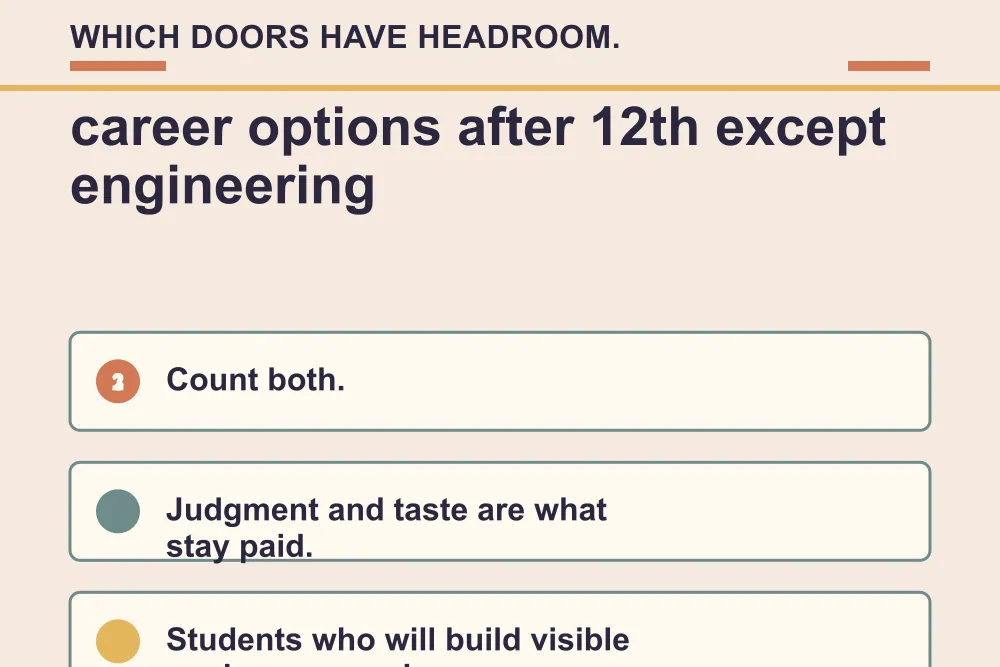 WHICH DOORS HAVE HEADROOM.
career options after 12th except
engineering
Count both.
Judgment and taste are what
stay paid.
Students who will build visible